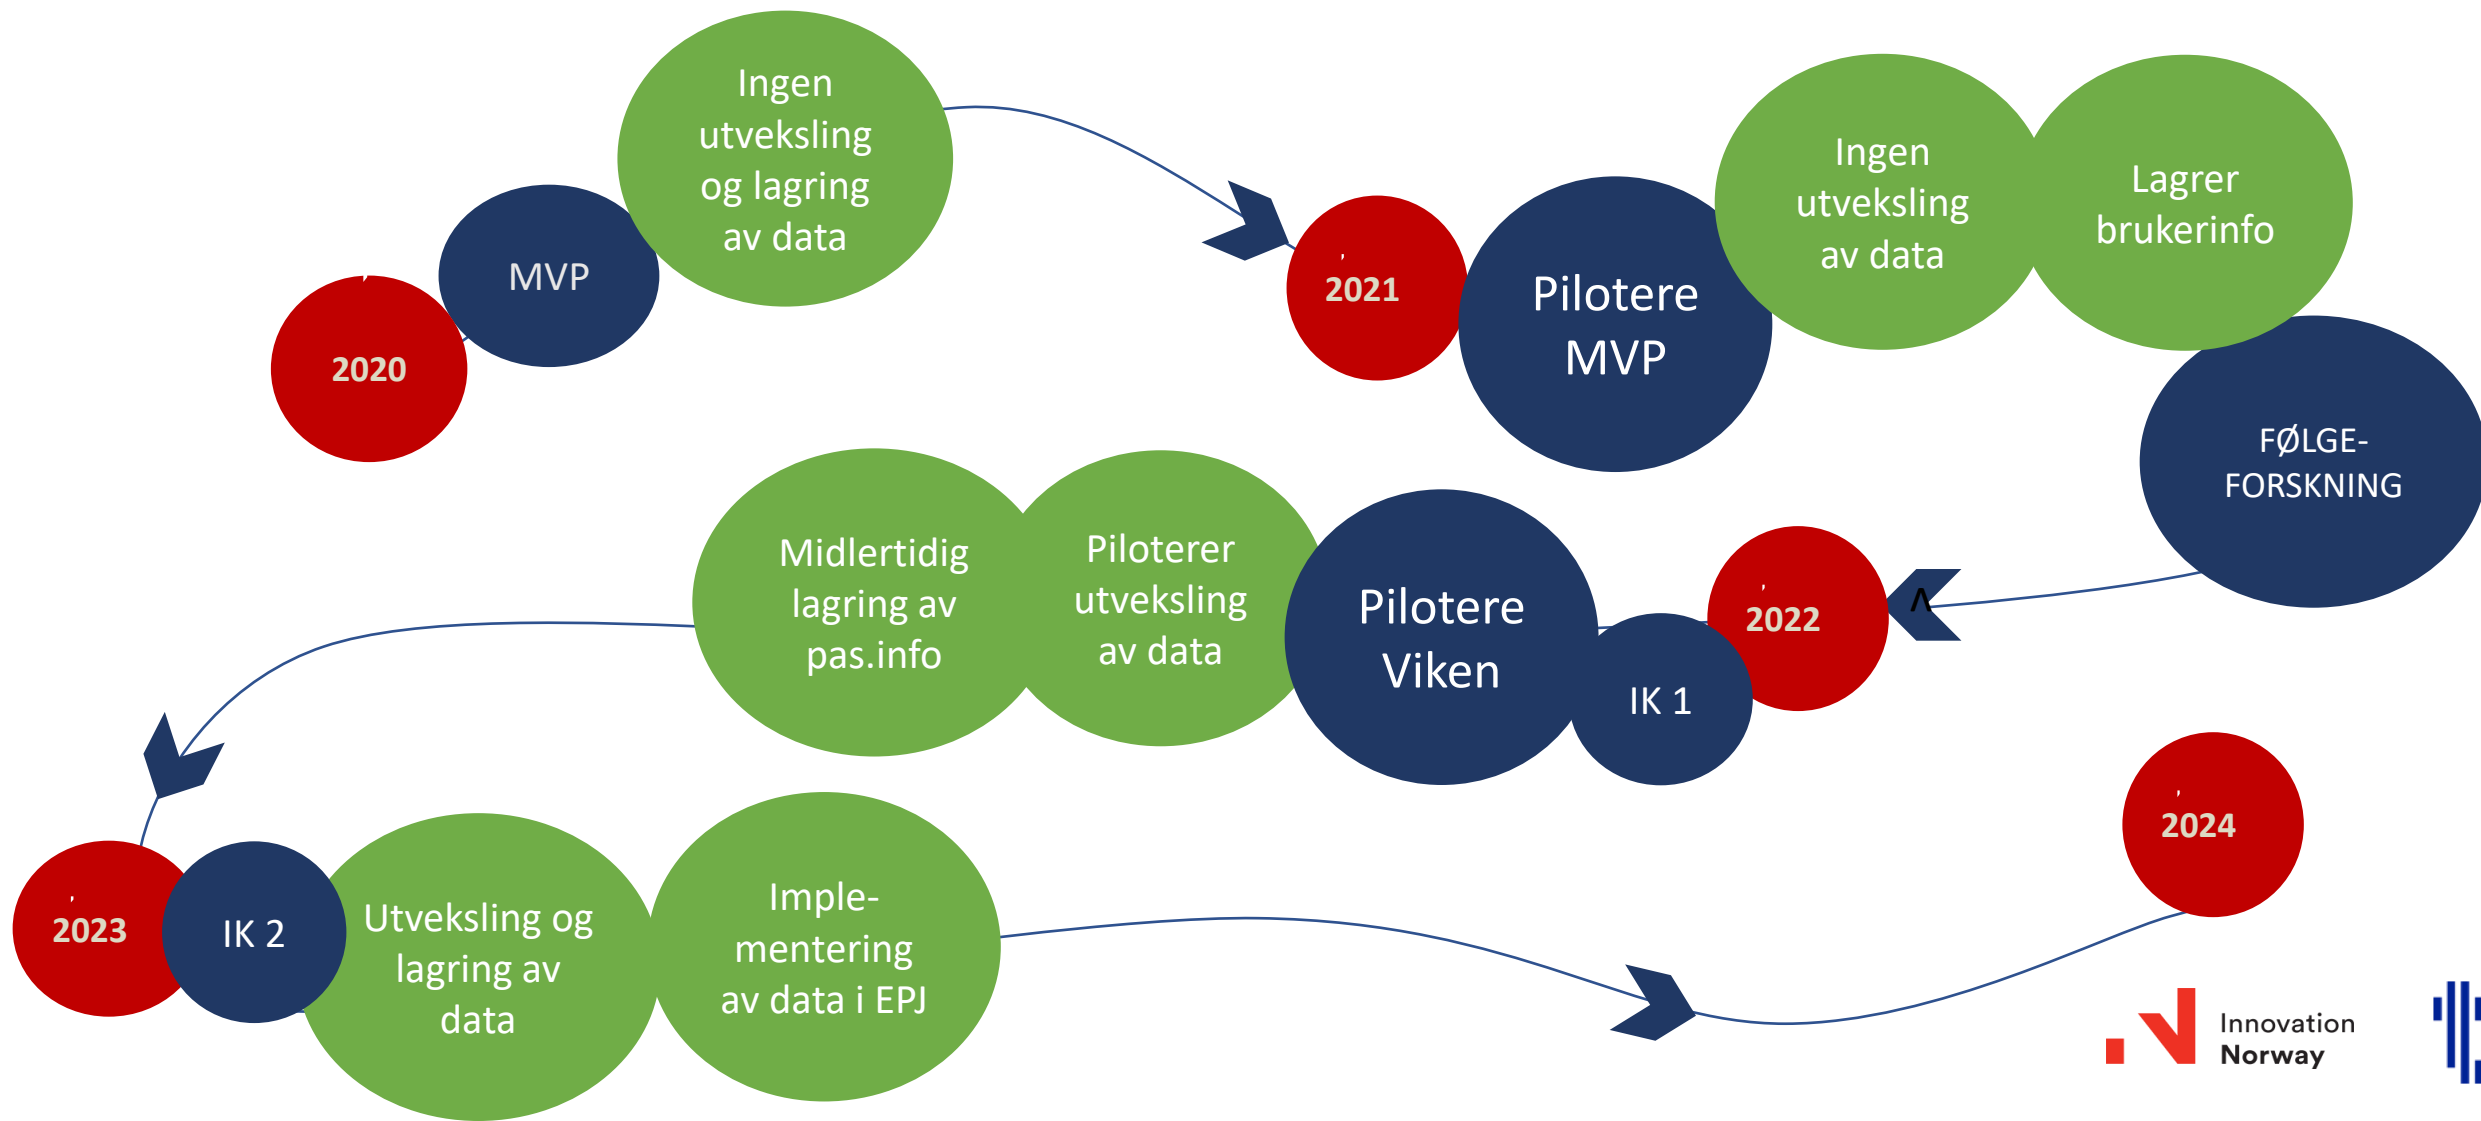 2020
MVP
Ingen
utveksling
og lagring
av data
2021
Pilotere
MVP
Ingen
utveksling
av data
Lagrer
brukerinfo
FØLGE-
FORSKNING
2022
IK 1
Pilotere
Viken
Piloterer
utveksling
av data
Midlertidig
lagring av
pas.info
2023
IK 2
Utveksling og
lagring av
data
Imple-
mentering
av data i EPJ
2024
Innovation
Norway